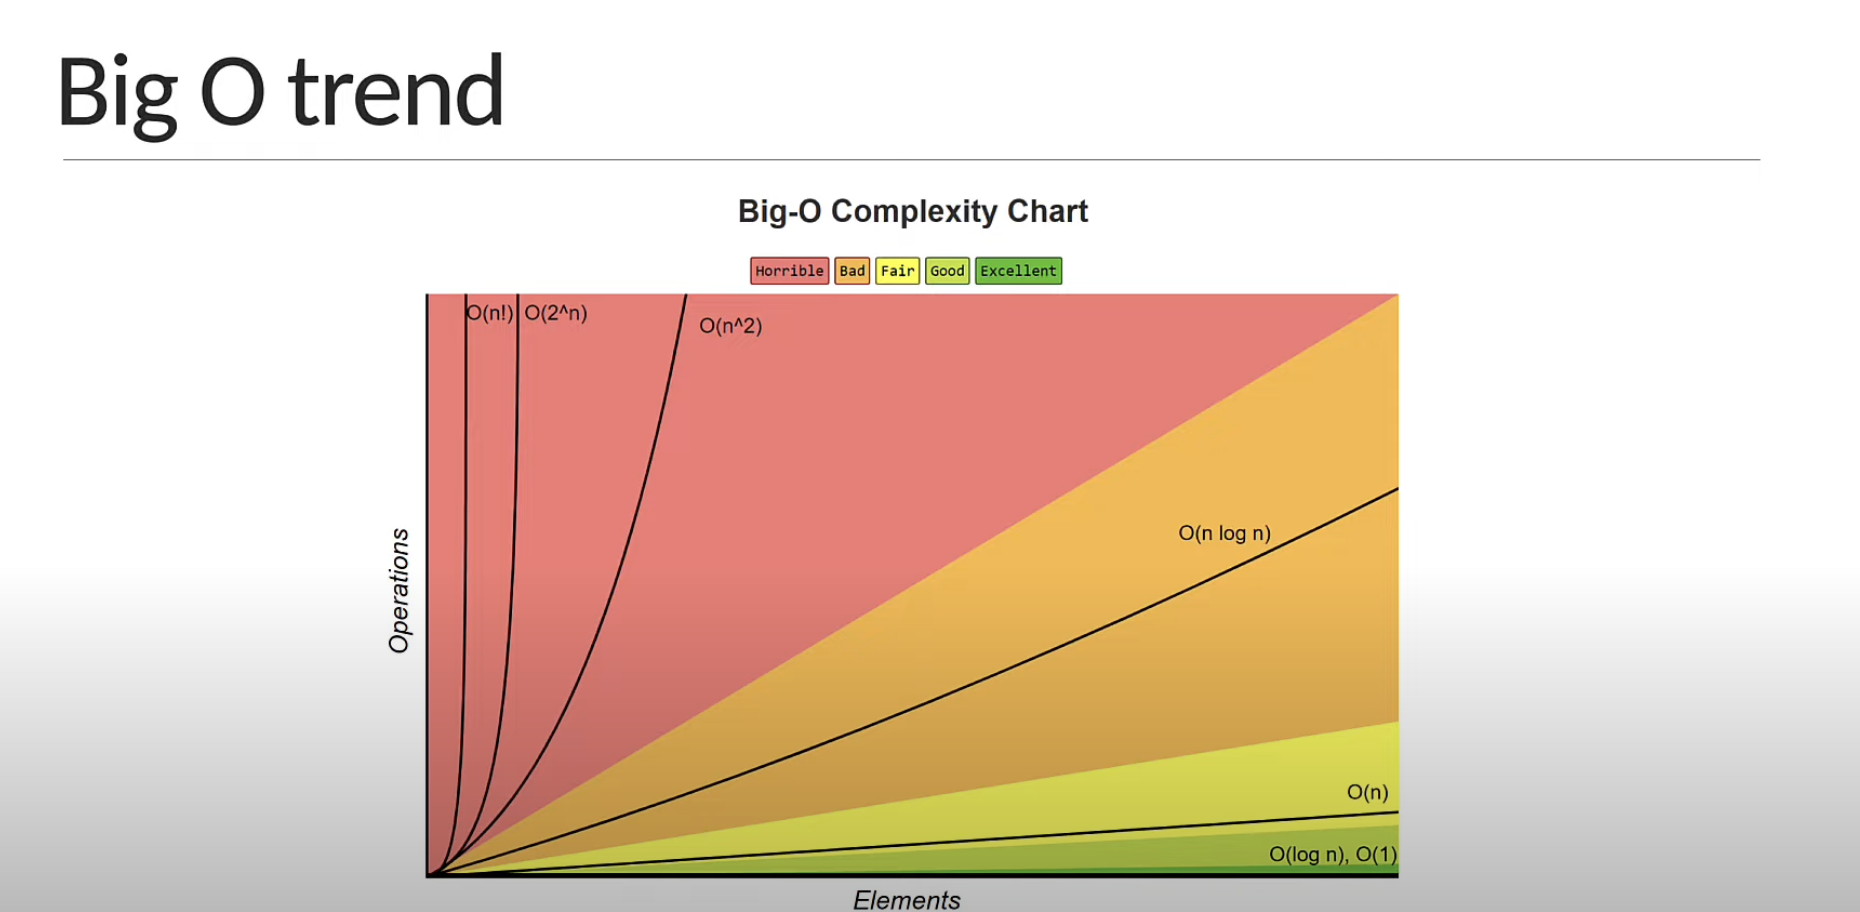 Big O trend
Big-O Complexity Chart
Horrible Bad Fair Good Excellent
O(n!) O(2^n)
O(n^2)
O(n log n)
Operations
O(n)
O(log n), O(1)
Elements